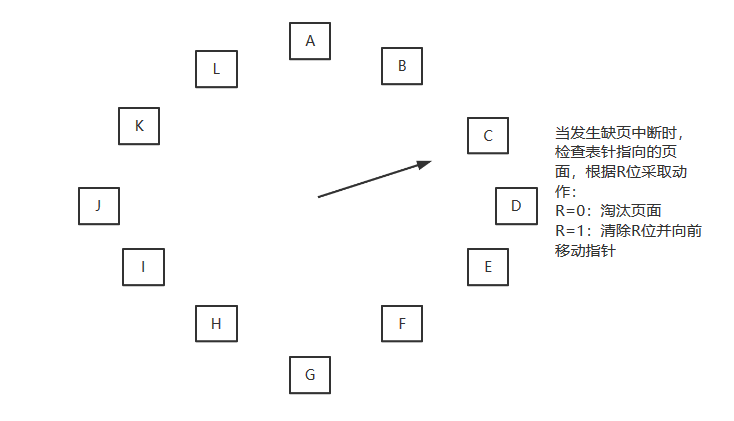 A
B
C
D
E
F
G
H
I
J
K
L
当发生缺页中断时，
检查表针指向的页
面，根据R位采取动
作：
R=0：淘汰页面
R=1：清除R位并向前
移动指针